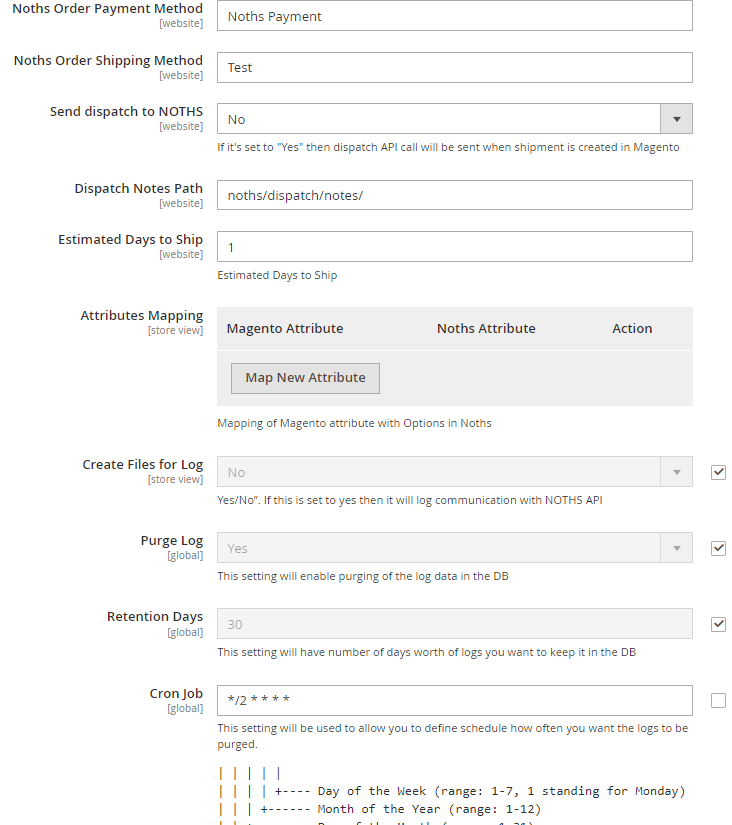 Noths Order Payment Method
[website]
Noths Payment
Noths Order Shipping Method
[website]
Test
Send dispatch to NOTHS
[website]
No
If it's set to "Yes" then dispatch API call will be sent when shipment is created in Magento
Dispatch Notes Path
[website]
noths/dispatch/notes/
Estimated Days to Ship
[website]
1
Estimated Days to Ship
Attributes Mapping
[store view]
Magento Attribute Noths Attribute Action
Map New Attribute
Mapping of Magento attribute with Options in Noths
Create Files for Log
[store view]
No
Yes/No”. If this is set to yes then it will log communication with NOTHS API
Purge Log
[global]
Yes
This setting will enable purging of the log data in the DB
Retention Days
[global]
30
This setting will have number of days worth of logs you want to keep it in the DB
Cron Job
[global]
*/2 * * * *
This setting will be used to allow you to define schedule how often you want the logs to be
purged.
| | | | |
| | | | +---- Day of the Week (range: 1-7, 1 standing for Monday)
| | | +------ Month of the Year (range: 1-12)